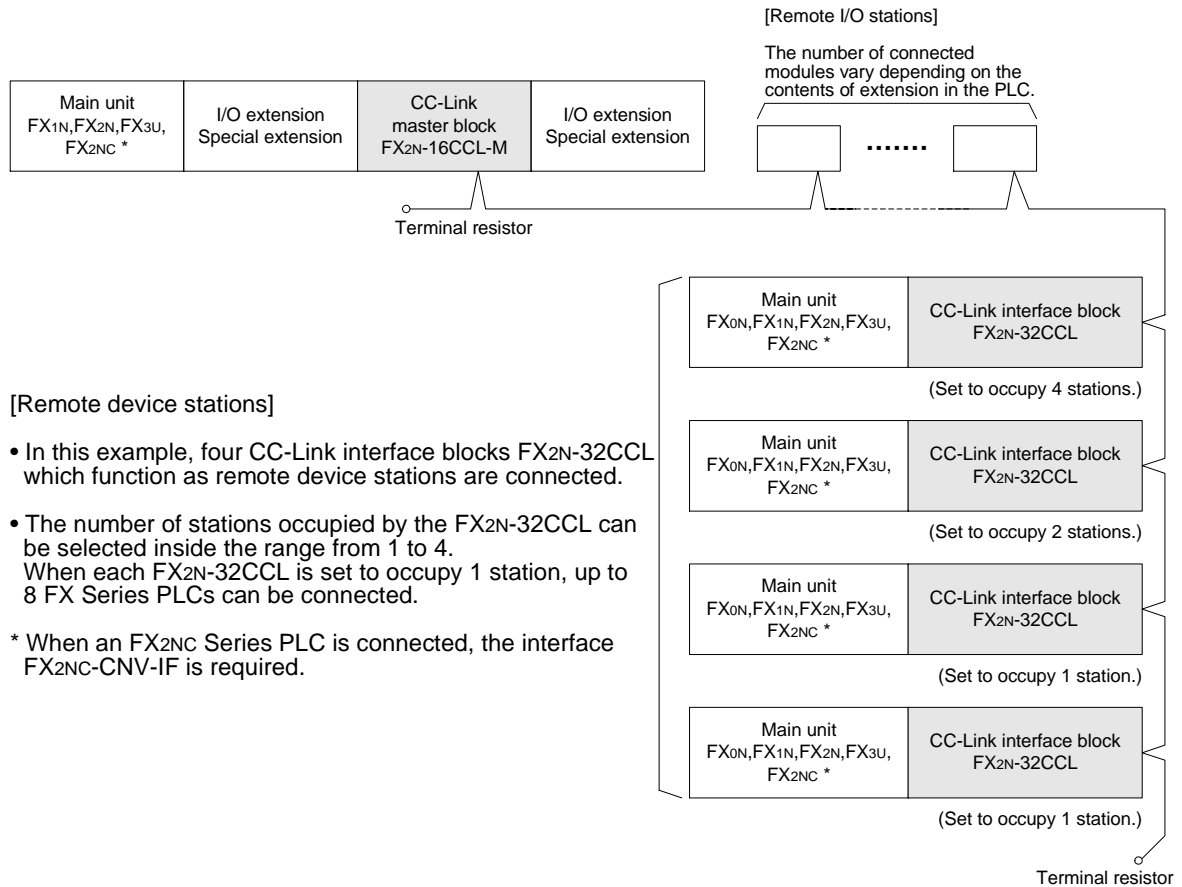 [Remote I/O stations]
The number of connected
modules vary depending on the
contents of extension in the PLC.
Main unit
FX1N,FX2N,FX3U,
FX2NC *
I/O extension
Special extension
CC-Link
master block
FX2N-16CCL-M
I/O extension
Special extension
.......
Terminal resistor
Main unit
FX0N,FX1N,FX2N,FX3U,
FX2NC *
CC-Link interface block
FX2N-32CCL
(Set to occupy 4 stations.)
[Remote device stations]
• In this example, four CC-Link interface blocks FX2N-32CCL
which function as remote device stations are connected.
• The number of stations occupied by the FX2N-32CCL can
be selected inside the range from 1 to 4.
When each FX2N-32CCL is set to occupy 1 station, up to
8 FX Series PLCs can be connected.
* When an FX2NC Series PLC is connected, the interface
FX2NC-CNV-IF is required.
Main unit
FX0N,FX1N,FX2N,FX3U,
FX2NC *
CC-Link interface block
FX2N-32CCL
(Set to occupy 2 stations.)
Main unit
FX0N,FX1N,FX2N,FX3U,
FX2NC *
CC-Link interface block
FX2N-32CCL
(Set to occupy 1 station.)
Main unit
FX0N,FX1N,FX2N,FX3U,
FX2NC *
CC-Link interface block
FX2N-32CCL
(Set to occupy 1 station.)
Terminal resistor